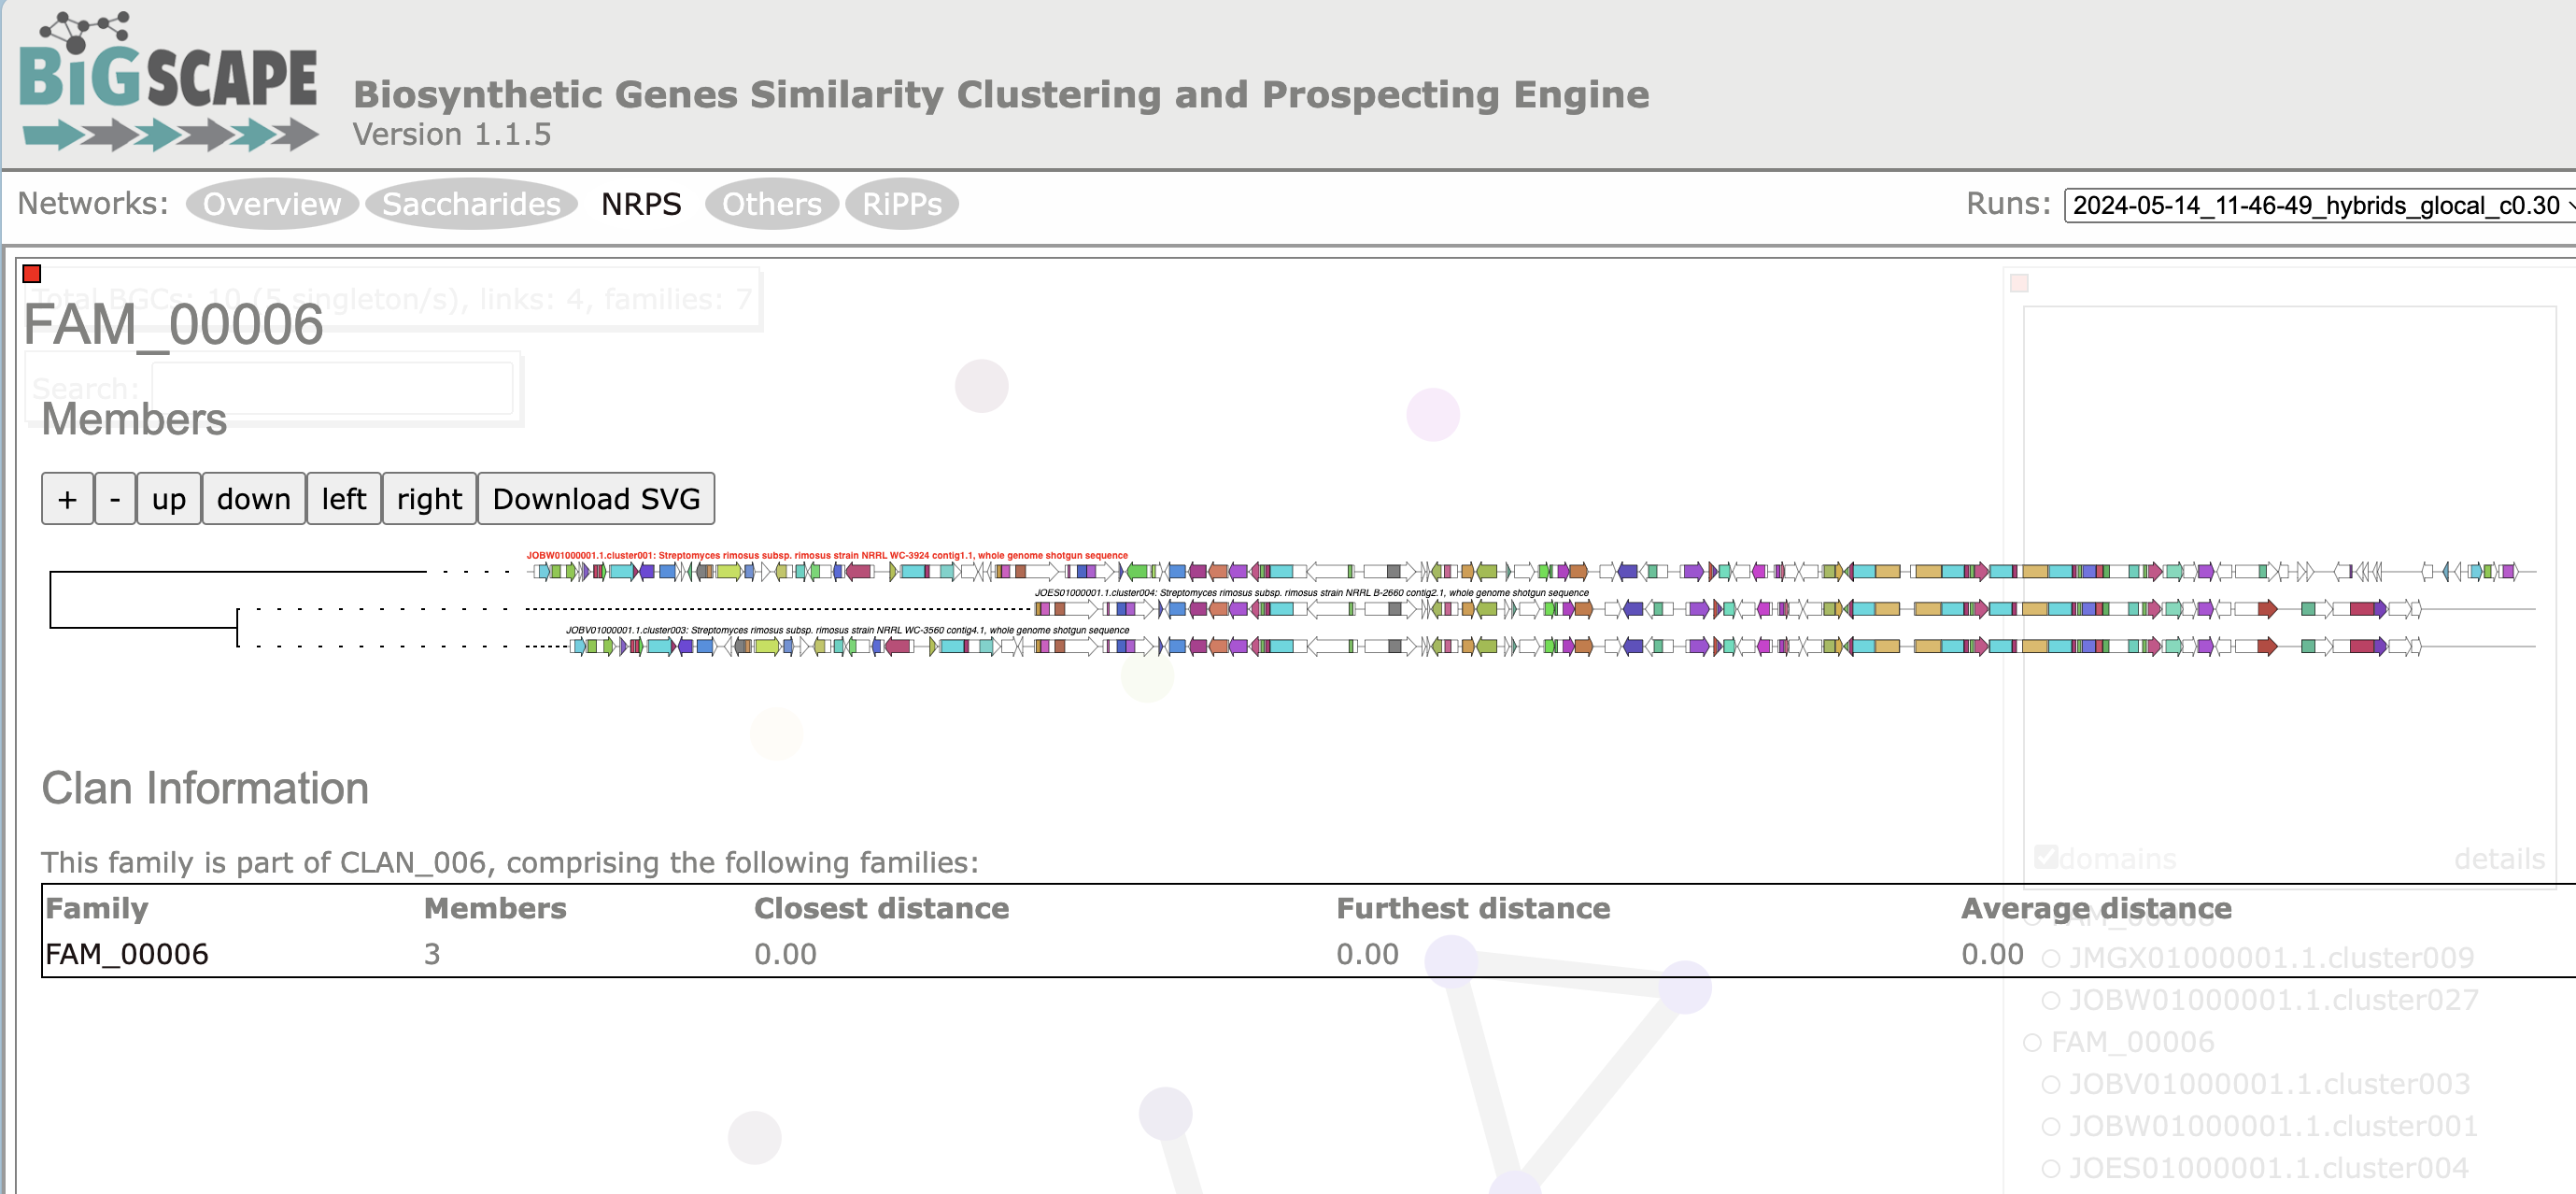 BiG SCAPE
Biosynthetic Genes Similarity Clustering and Prospecting Engine
Version 1.1.5
Networks: Overview Saccharides NRPS Others RiPPs
Runs: 2024-05-14_11-46-49_hybrids_glocal_c0.30
Total BGCs: 10 (5 singleton/s), links: 4, families: 7
FAM_00006
Search:
Members
+ - up down left right Download SVG
JOBW01000001.1.cluster001: Streptomyces rimosus subsp. rimosus strain NRRL WC-3924 contig1.1, whole genome shotgun sequence
JOES01000001.1.cluster004: Streptomyces rimosus subsp. rimosus strain NRRL B-2660 contig2.1, whole genome shotgun sequence
JOBV01000001.1.cluster003: Streptomyces rimosus subsp. rimosus strain NRRL WC-3560 contig4.1, whole genome shotgun sequence
Clan Information
This family is part of CLAN_006, comprising the following families:
domains details
Family Members Closest distance Furthest distance Average distance
FAM_00006 3 0.00 0.00 0.00
JMGX01000001.1.cluster009
JOBW01000001.1.cluster027
FAM_00006
JOBV01000001.1.cluster003
JOBW01000001.1.cluster001
JOES01000001.1.cluster004